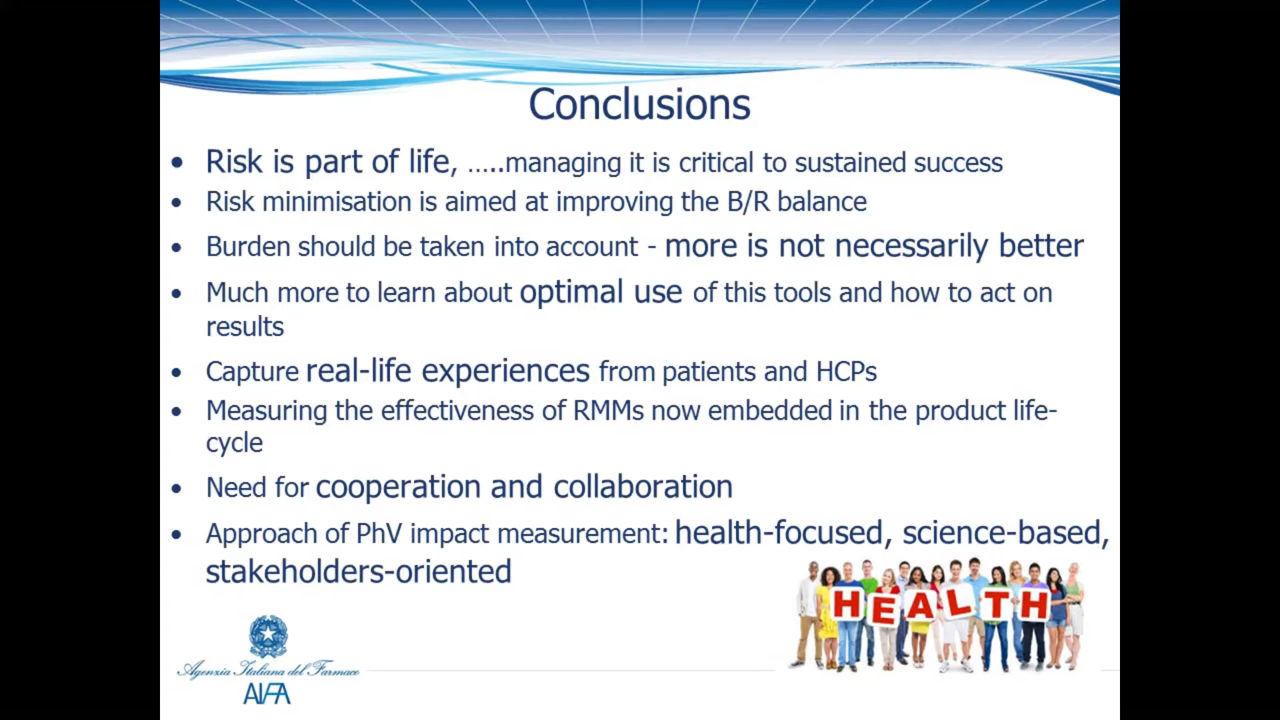 Conclusions
• Risk is part of life, …..managing it is critical to sustained success
• Risk minimisation is aimed at improving the B/R balance
• Burden should be taken into account - more is not necessarily better
• Much more to learn about optimal use of this tools and how to act on
results
• Capture real-life experiences from patients and HCPs
• Measuring the effectiveness of RMMs now embedded in the product life-
cycle
• Need for cooperation and collaboration
• Approach of PhV impact measurement: health-focused, science-based,
stakeholders-oriented
HEALTH
Agenzia Italiana del Farmaco
AIFA